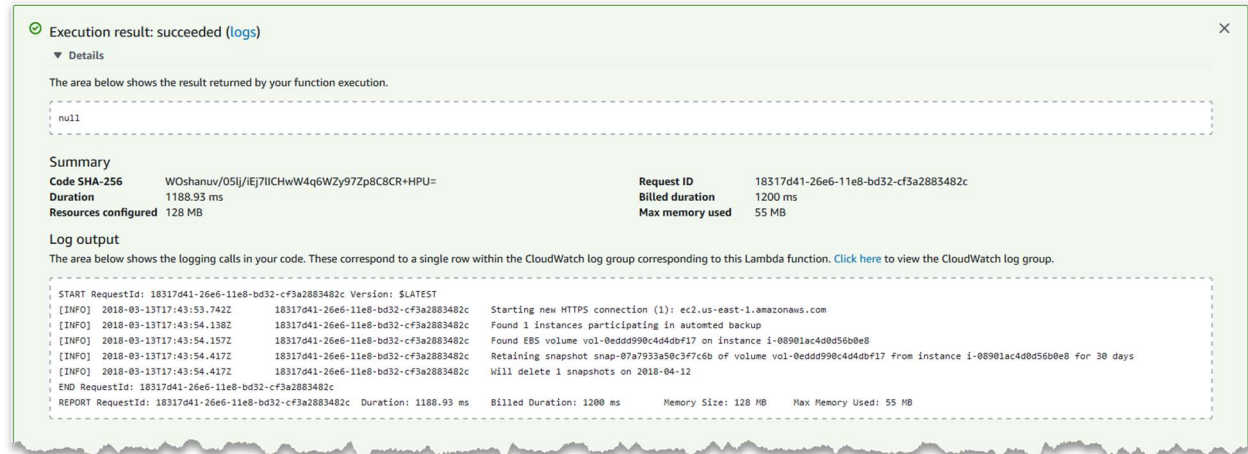 Execution result: succeeded (logs)
Details
The area below shows the result returned by your function execution.
null
Summary
Code SHA-256 WOshanuv/05lj/iEj7lICHwW4q6WZy97Zp8C8CR+HPU=
Request ID 18317d41-26e6-11e8-bd32-cf3a2883482c
Duration 1188.93 ms
Billed duration 1200 ms
Resources configured 128 MB
Max memory used 55 MB
Log output
The area below shows the logging calls in your code. These correspond to a single row within the CloudWatch log group corresponding to this Lambda function. Click here to view the CloudWatch log group.
START RequestId: 18317d41-26e6-11e8-bd32-cf3a2883482c Version: $LATEST
[INFO] 2018-03-13T17:43:53.742Z 18317d41-26e6-11e8-bd32-cf3a2883482c Starting new HTTPS connection (1): ec2.us-east-1.amazonaws.com
[INFO] 2018-03-13T17:43:54.138Z 18317d41-26e6-11e8-bd32-cf3a2883482c Found 1 instances participating in automted backup
[INFO] 2018-03-13T17:43:54.157Z 18317d41-26e6-11e8-bd32-cf3a2883482c Found EBS volume vol-0eddd990c4d4dbf17 on instance i-08901ac4d0d56b0e8
[INFO] 2018-03-13T17:43:54.417Z 18317d41-26e6-11e8-bd32-cf3a2883482c Retaining snapshot snap-07a7933a50c3f7c6b of volume vol-0eddd990c4d4dbf17 from instance i-08901ac4d0d56b0e8 for 30 days
[INFO] 2018-03-13T17:43:54.417Z 18317d41-26e6-11e8-bd32-cf3a2883482c Will delete 1 snapshots on 2018-04-12
END RequestId: 18317d41-26e6-11e8-bd32-cf3a2883482c
REPORT RequestId: 18317d41-26e6-11e8-bd32-cf3a2883482c Duration: 1188.93 ms Billed Duration: 1200 ms Memory Size: 128 MB Max Memory Used: 55 MB